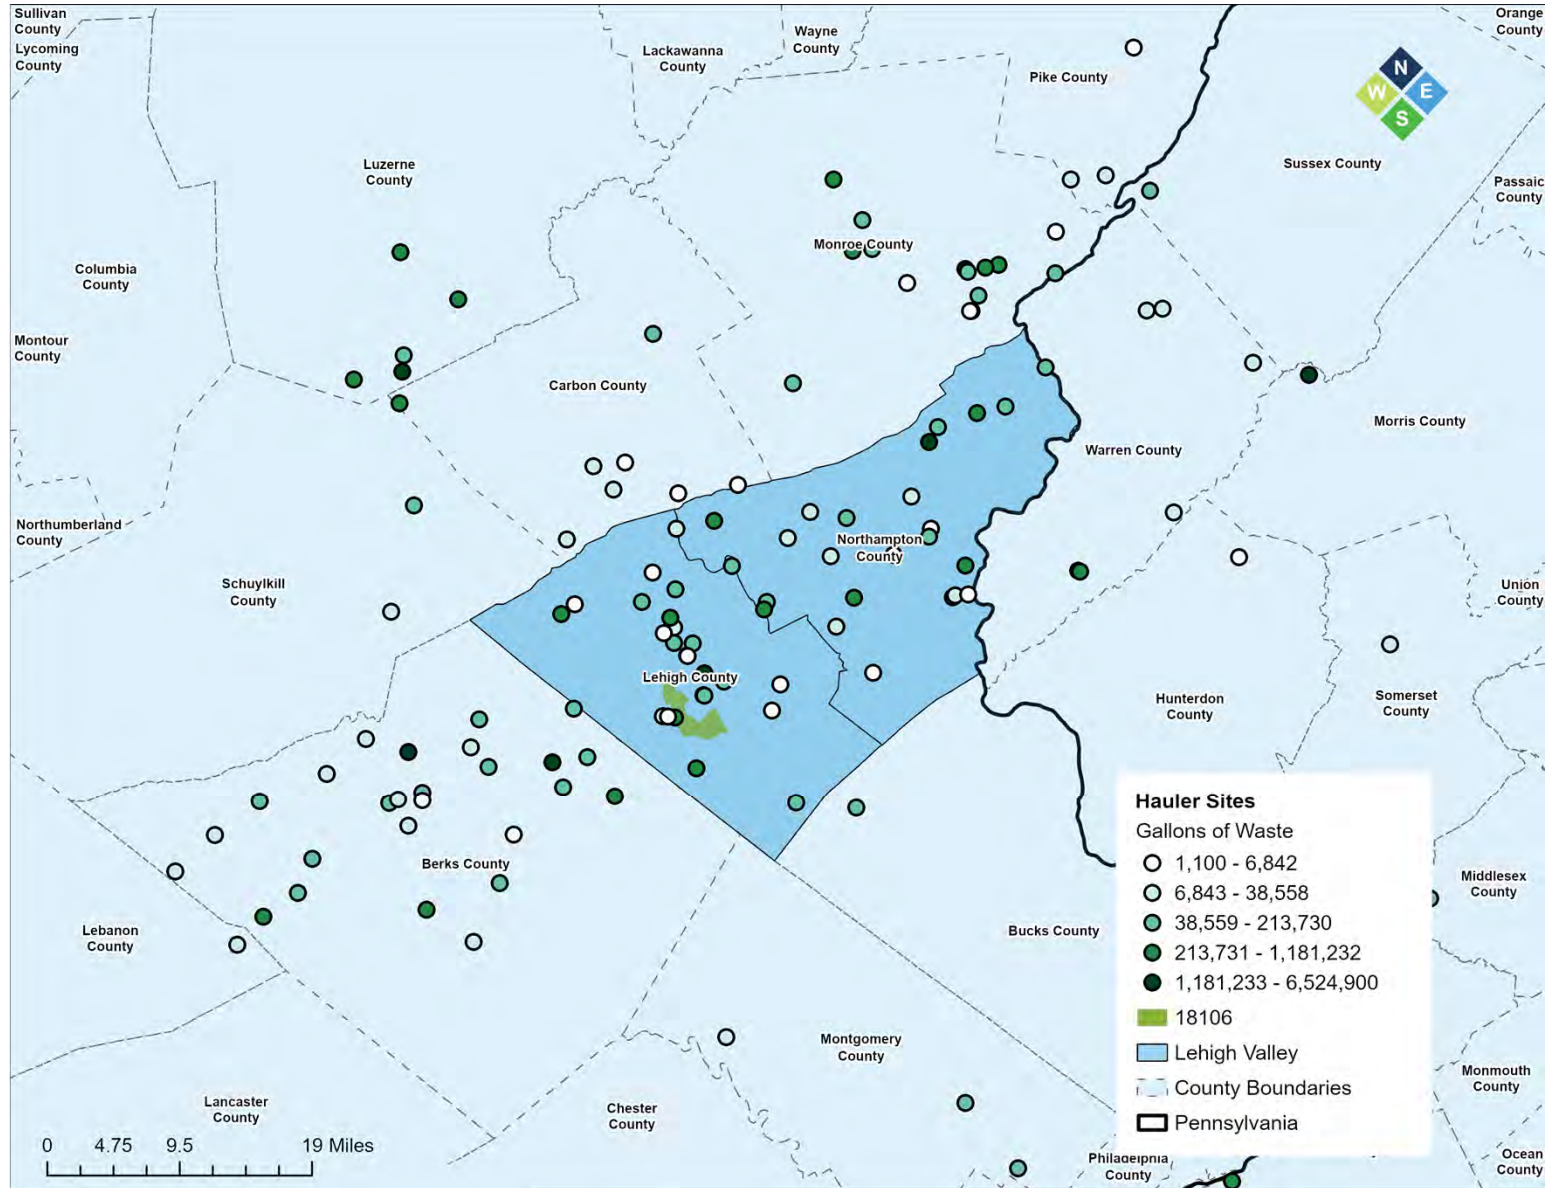 Sullivan
County
Lycoming
County
Wayne
County
Lackawanna
County
Pike County
Orange
County
N
W
E
S
Luzerne
County
Sussex County
Passaic
County
Monroe County
Columbia
County
Montour
County
Carbon County
Morris County
Warren County
Northumberland
County
Northampton
County
Schuylkill
County
Union
County
Lehigh County
Hunterdon
County
Somerset
County
Berks County
Middlesex
County
Lebanon
County
Bucks County
Montgomery
County
Monmouth
County
Lancaster
County
Chester
County
Philadelphia
County
Ocean
County
Hauler Sites
Gallons of Waste
1,100 - 6,842
6,843 - 38,558
38,559 - 213,730
213,731 - 1,181,232
1,181,233 - 6,524,900
18106
Lehigh Valley
County Boundaries
Pennsylvania
0 4.75 9.5 19 Miles